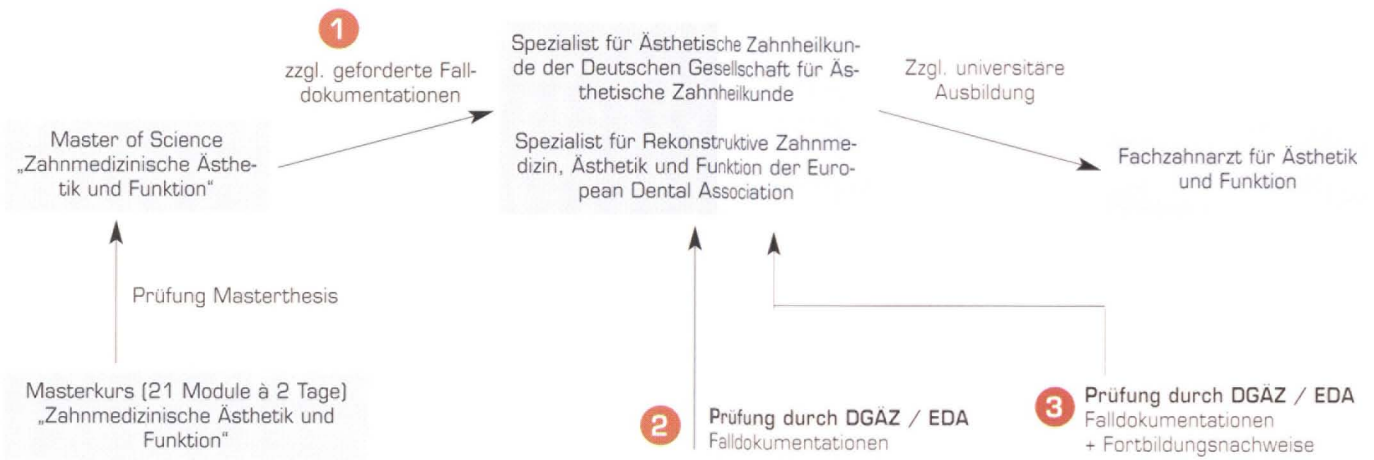 1
zzgl. geforderte Fall-
dokumentationen
Spezialist für Ästhetische Zahnheilkun-
de der Deutschen Gesellschaft für Äs-
thetische Zahnheilkunde
Zzgl. universitäre
Ausbildung
Master of Science
„Zahnmedizinische Ästhe-
tik und Funktion“
Spezialist für Rekonstruktive Zahnme-
dizin, Ästhetik und Funktion der Euro-
pean Dental Association
Fachzahnarzt für Ästhetik
und Funktion
Prüfung Masterthesis
Masterkurs (21 Module à 2 Tage)
„Zahnmedizinische Ästhetik und
Funktion“
2
Prüfung durch DGÄZ / EDA
Falldokumentationen
3
Prüfung durch DGÄZ / EDA
Falldokumentationen
+ Fortbildungsnachweise